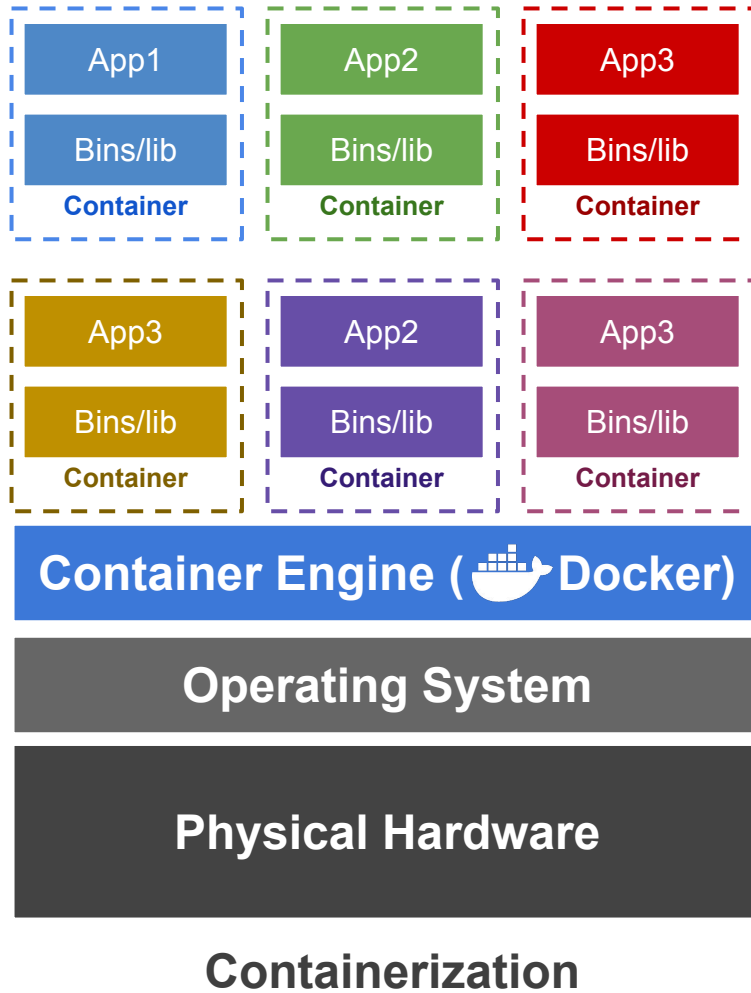 App1 App2 App3
Bins/lib Bins/lib Bins/lib
Container Container Container
App3 App2 App3
Bins/lib Bins/lib Bins/lib
Container Container Container
Container Engine ( Docker)
Operating System
Physical Hardware
Containerization